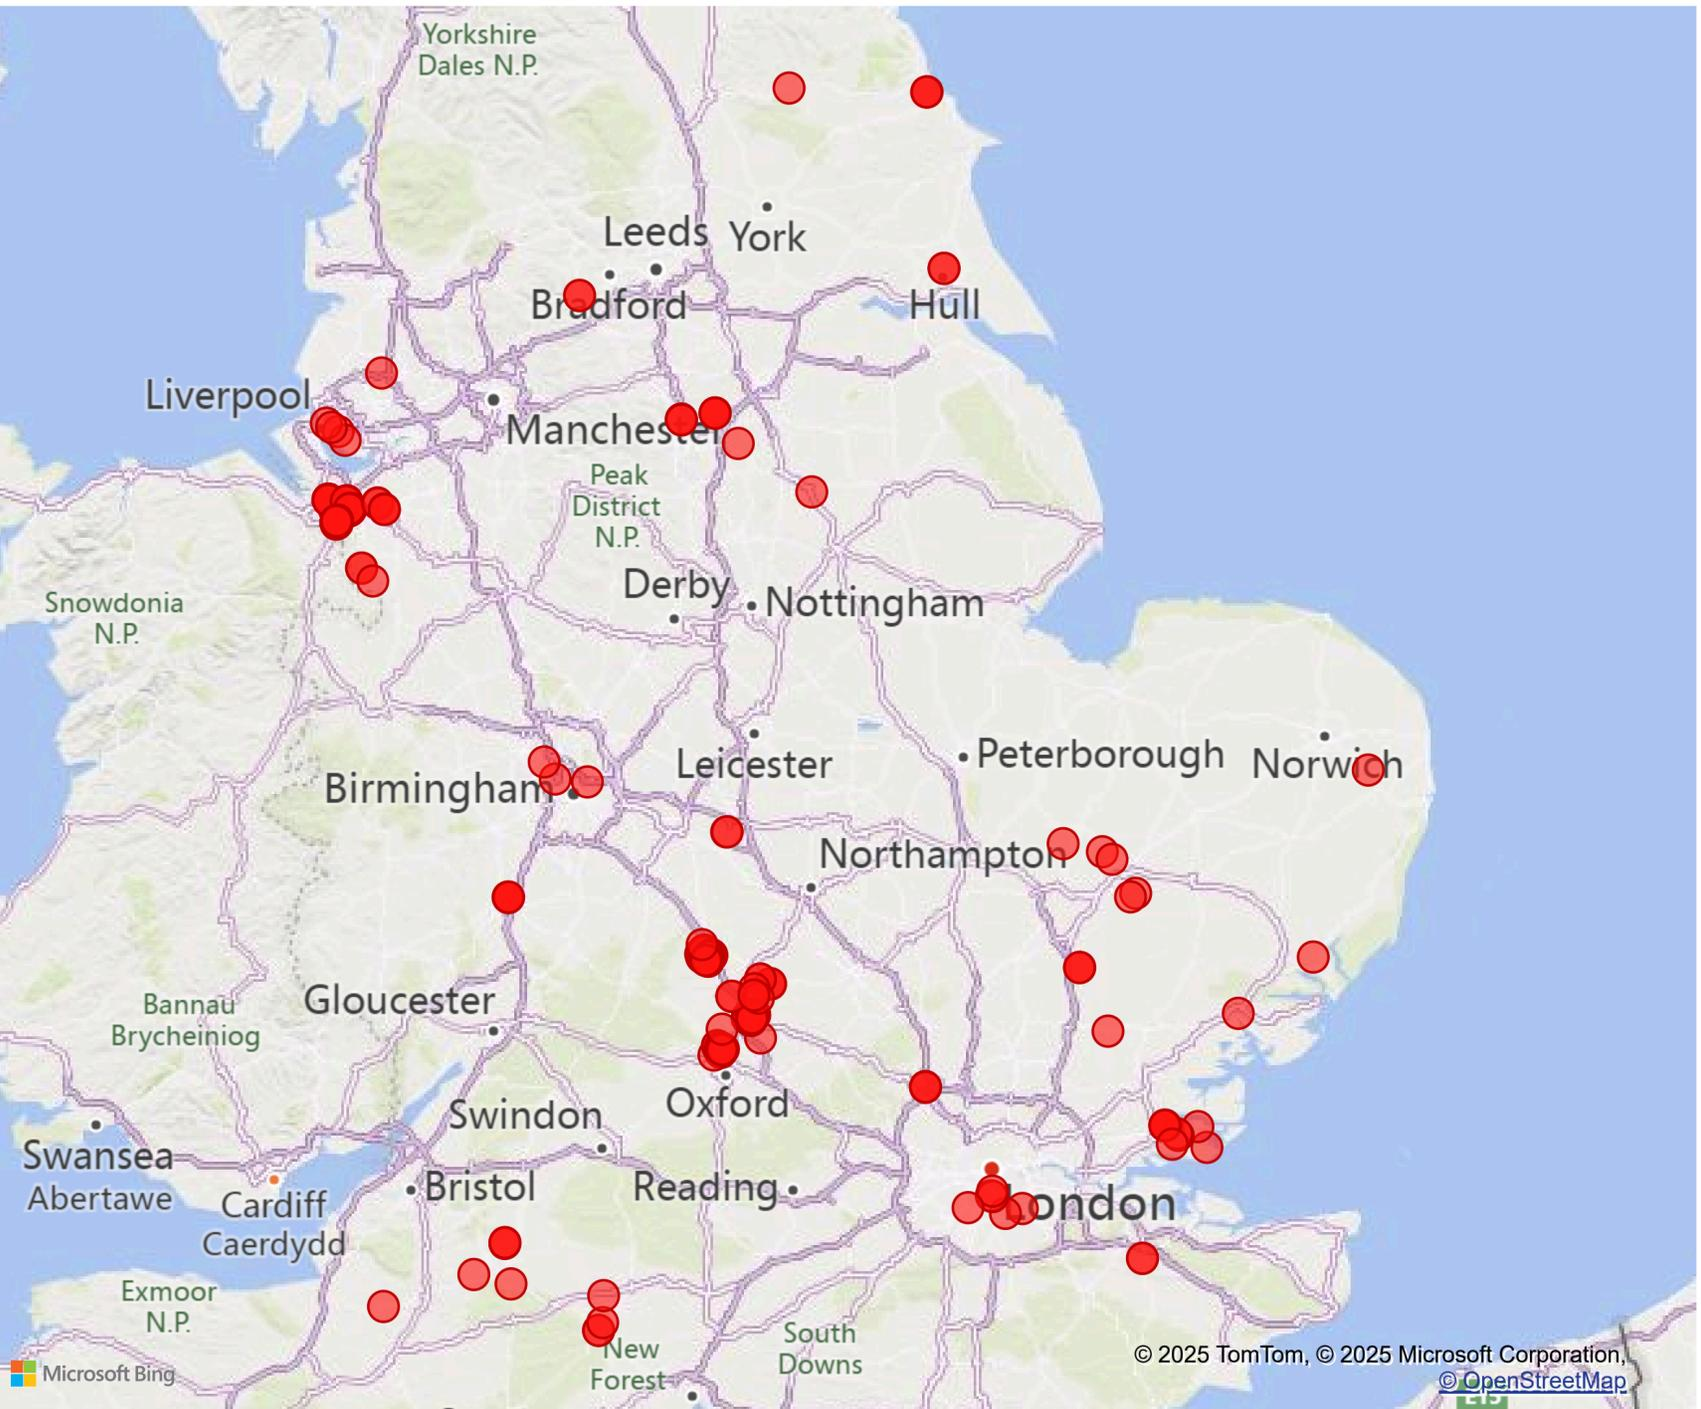 Yorkshire
Dales N.P.
Leeds
York
Bradford
Hull
Liverpool
Manchester
Peak
District
N.P.
Derby
Nottingham
Snowdonia
N.P.
Leicester
Peterborough
Norwich
Birmingham
Northampton
Gloucester
Bannau
Brycheiniog
Oxford
Swindon
Swansea
Abertawe
Cardiff
Caerdydd
Bristol
Reading
London
Exmoor
N.P.
South
Downs
New
Forest
Microsoft Bing
© 2025 TomTom, © 2025 Microsoft Corporation,
© OpenStreetMap
E15